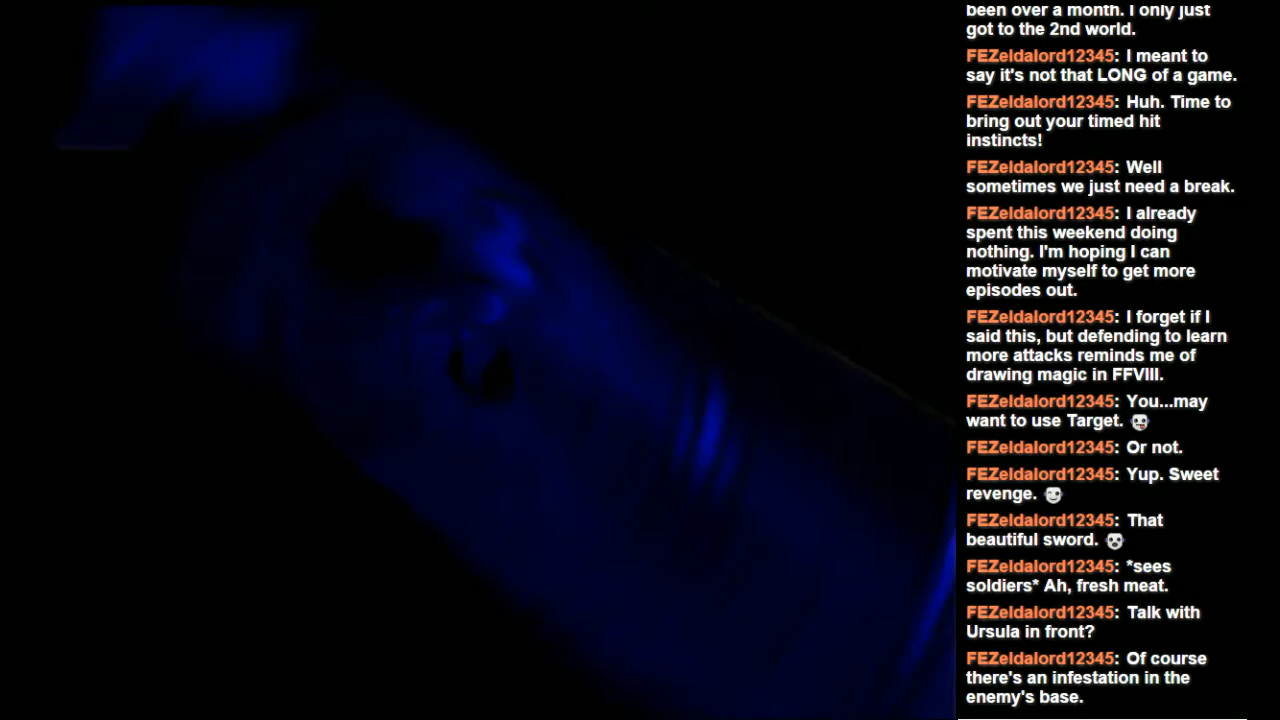 been over a month. I only just
got to the 2nd world.
FEZeldalord12345: I meant to
say it's not that LONG of a game.
FEZeldalord12345: Huh. Time to
bring out your timed hit
instincts!
FEZeldalord12345: Well
sometimes we just need a break.
FEZeldalord12345: I already
spent this weekend doing
nothing. I'm hoping I can
motivate myself to get more
episodes out.
FEZeldalord12345: I forget if I
said this, but defending to learn
more attacks reminds me of
drawing magic in FFVIII.
FEZeldalord12345: You...may
want to use Target.
FEZeldalord12345: Or not.
FEZeldalord12345: Yup. Sweet
revenge.
FEZeldalord12345: That
beautiful sword.
FEZeldalord12345: *sees
soldiers* Ah, fresh meat.
FEZeldalord12345: Talk with
Ursula in front?
FEZeldalord12345: Of course
there's an infestation in the
enemy's base.